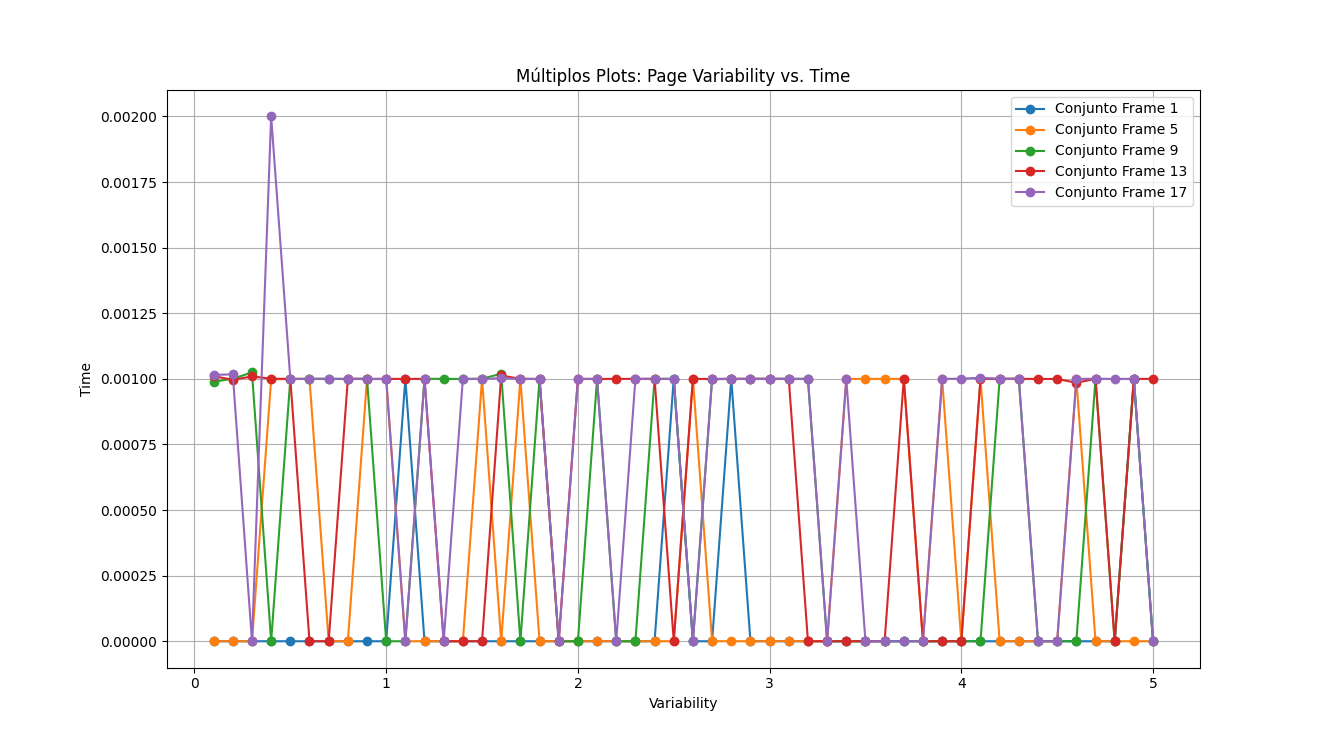 Múltiplos Plots: Page Variability vs. Time
Conjunto Frame 1
Conjunto Frame 5
Conjunto Frame 9
Conjunto Frame 13
Conjunto Frame 17
Time
0.00200
0.00175
0.00150
0.00125
0.00100
0.00075
0.00050
0.00025
0.00000
0 1 2 3 4 5
Variability